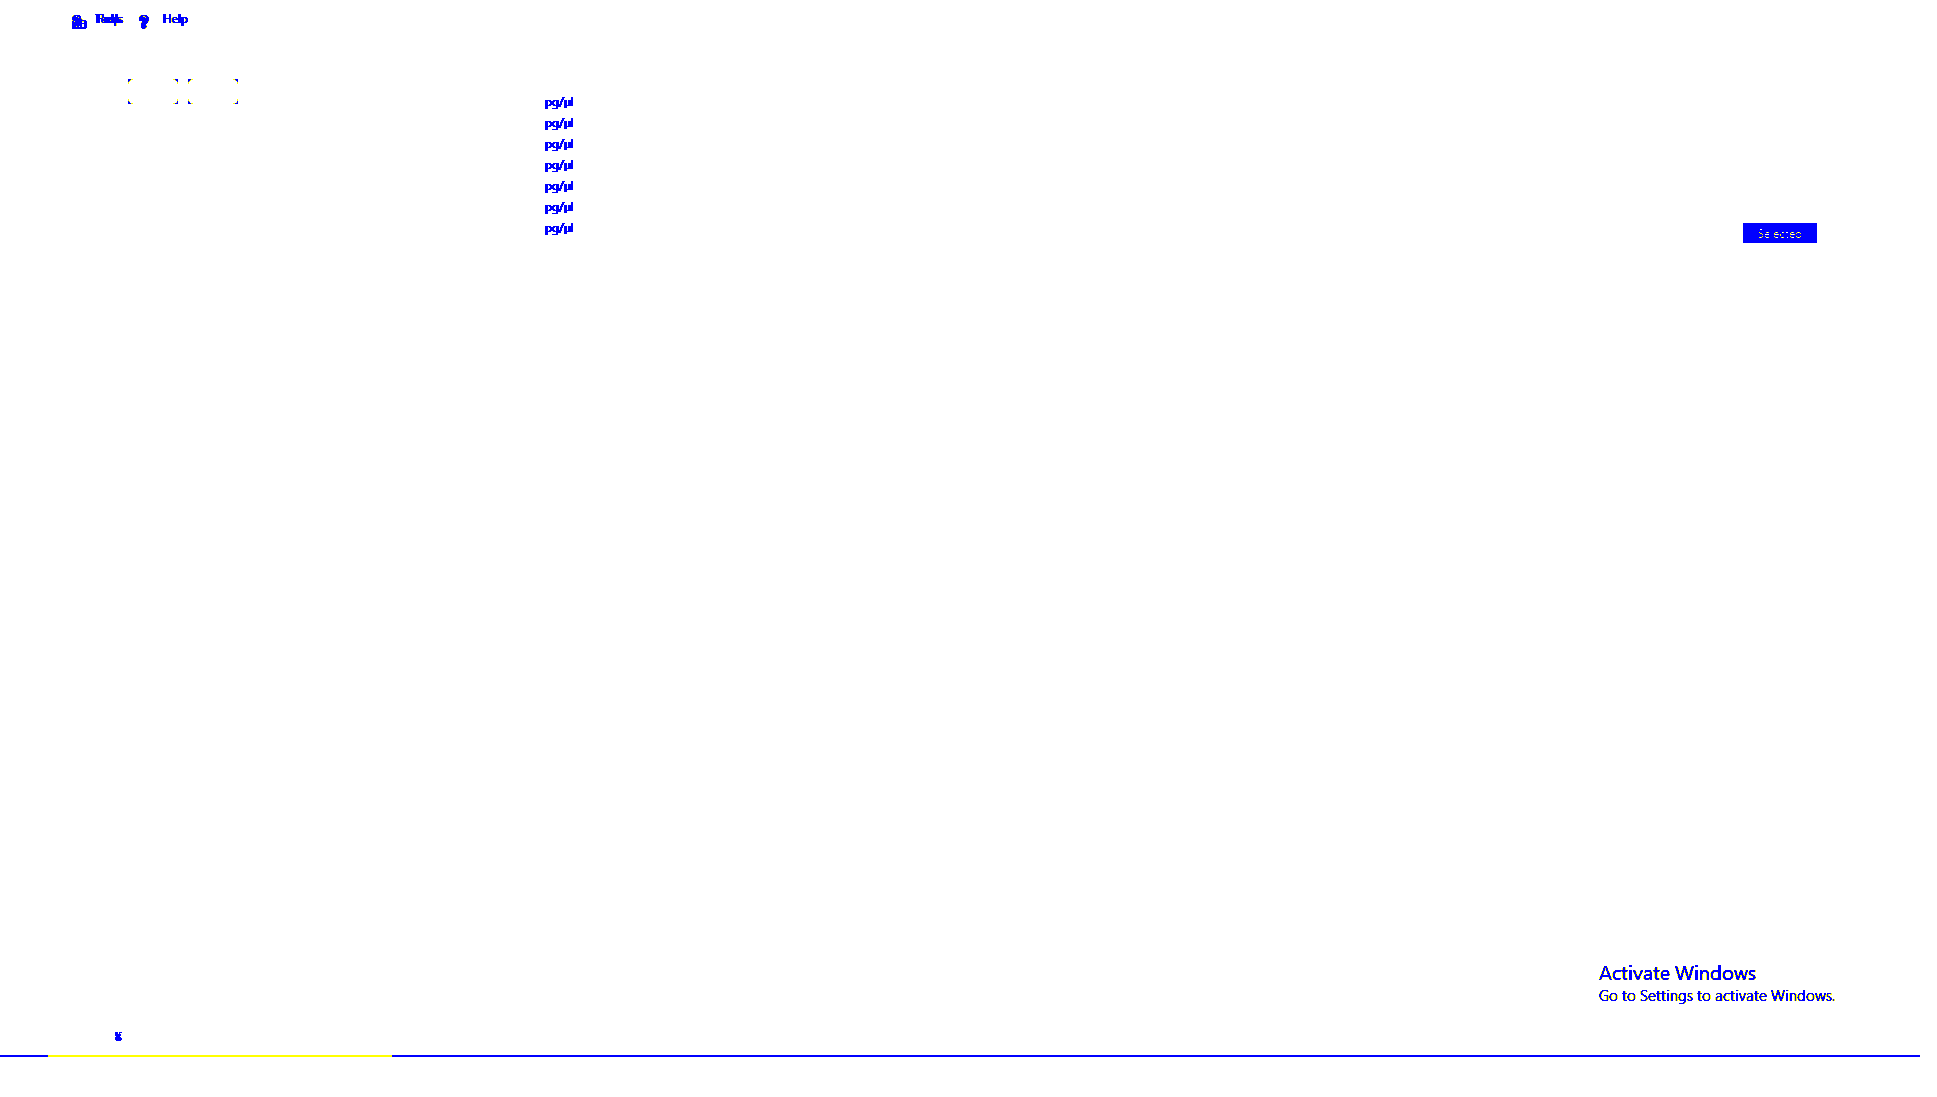 Help
pg/µl
pg/µl
pg/µl
pg/µl
pg/µl
pg/µl
pg/µl
Selected
Activate Windows
Go to Settings to activate Windows.